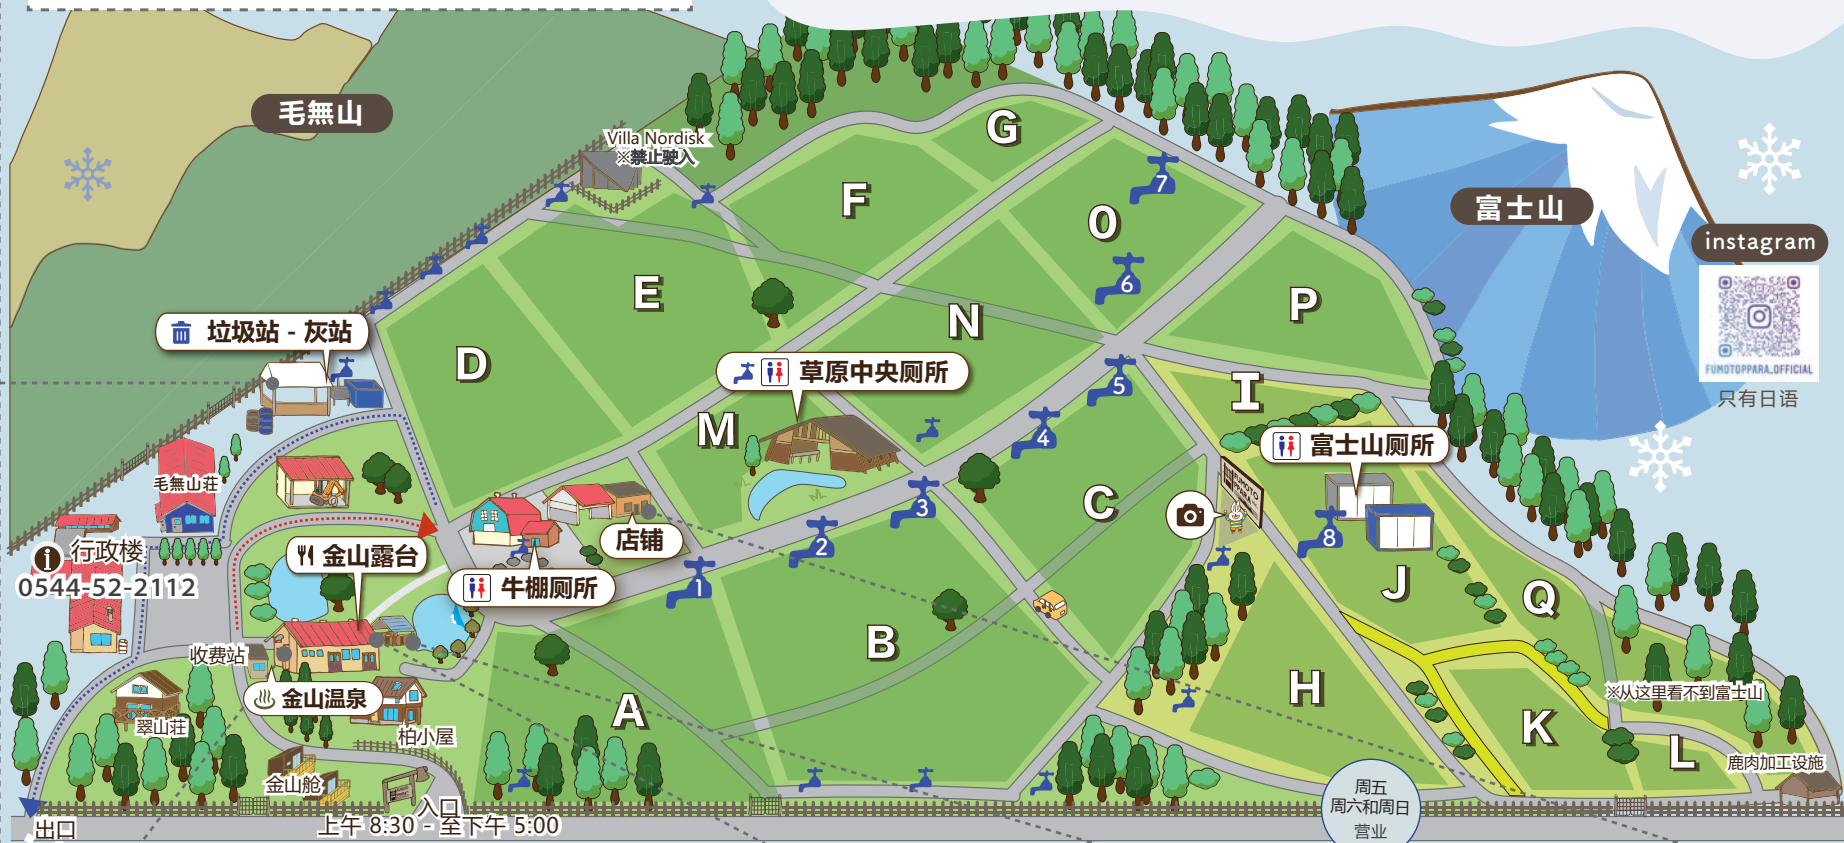 毛無山
Villa Nordisk
※禁止驶入
G
F
7
O
富士山
instagram
FUMOTOPPARA_OFFICIAL
只有日语
E
6
P
N
垃圾站 - 灰站
D
草原中央厕所
5
I
M
4
富士山厕所
毛無山荘
FUMOTO
PPARA
C
3
8
行政楼
0544-52-2112
金山露台
店铺
2
牛棚厕所
1
J
Q
B
收费站
金山温泉
H
※从这里看不到富士山
A
翠山荘
柏小屋
K
L
鹿肉加工设施
金山舱
周五
周六和周日
营业
入口
上午 8:30 - 至下午 5:00
出口